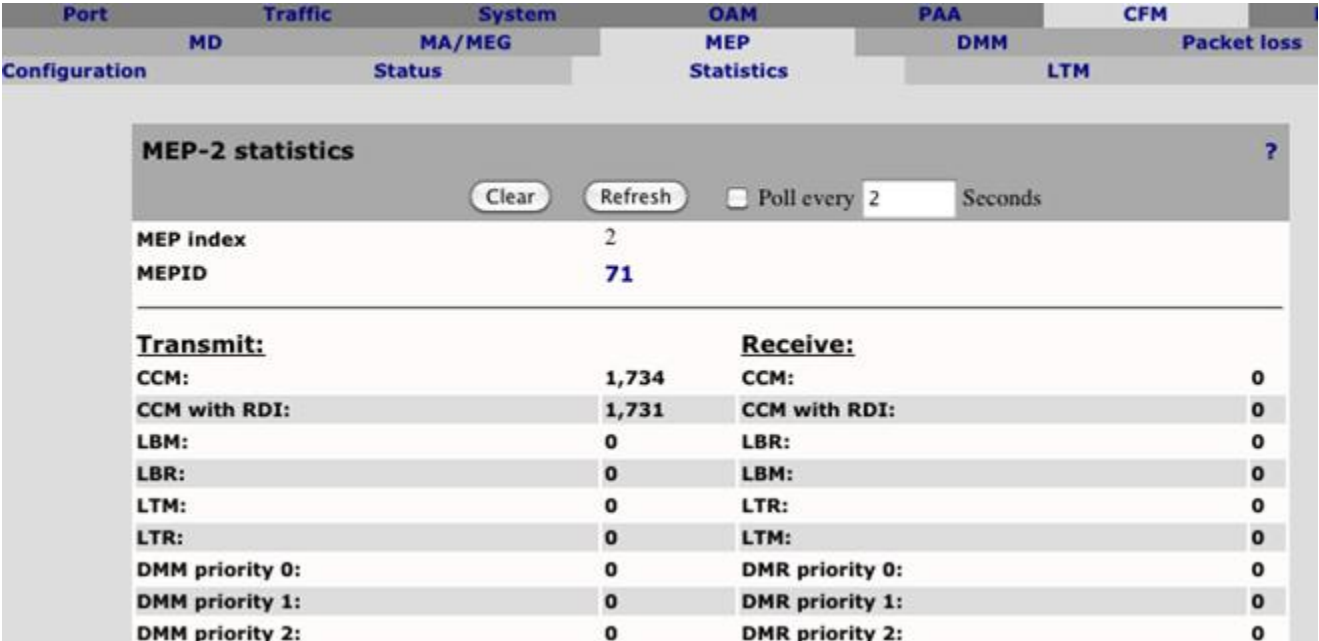 Port Traffic System OAM PAA CFM
MD MA/MEG MEP DMM Packet loss
Configuration Status Statistics LTM
MEP-2 statistics ?
Clear Refresh Poll every 2 Seconds
MEP index 2
MEPID 71
Transmit: Receive:
CCM: 1,734 CCM: 0
CCM with RDI: 1,731 CCM with RDI: 0
LBM: 0 LBR: 0
LBR: 0 LBM: 0
LTM: 0 LTR: 0
LTR: 0 LTM: 0
DMM priority 0: 0 DMR priority 0: 0
DMM priority 1: 0 DMR priority 1: 0
DMM priority 2: 0 DMR priority 2: 0